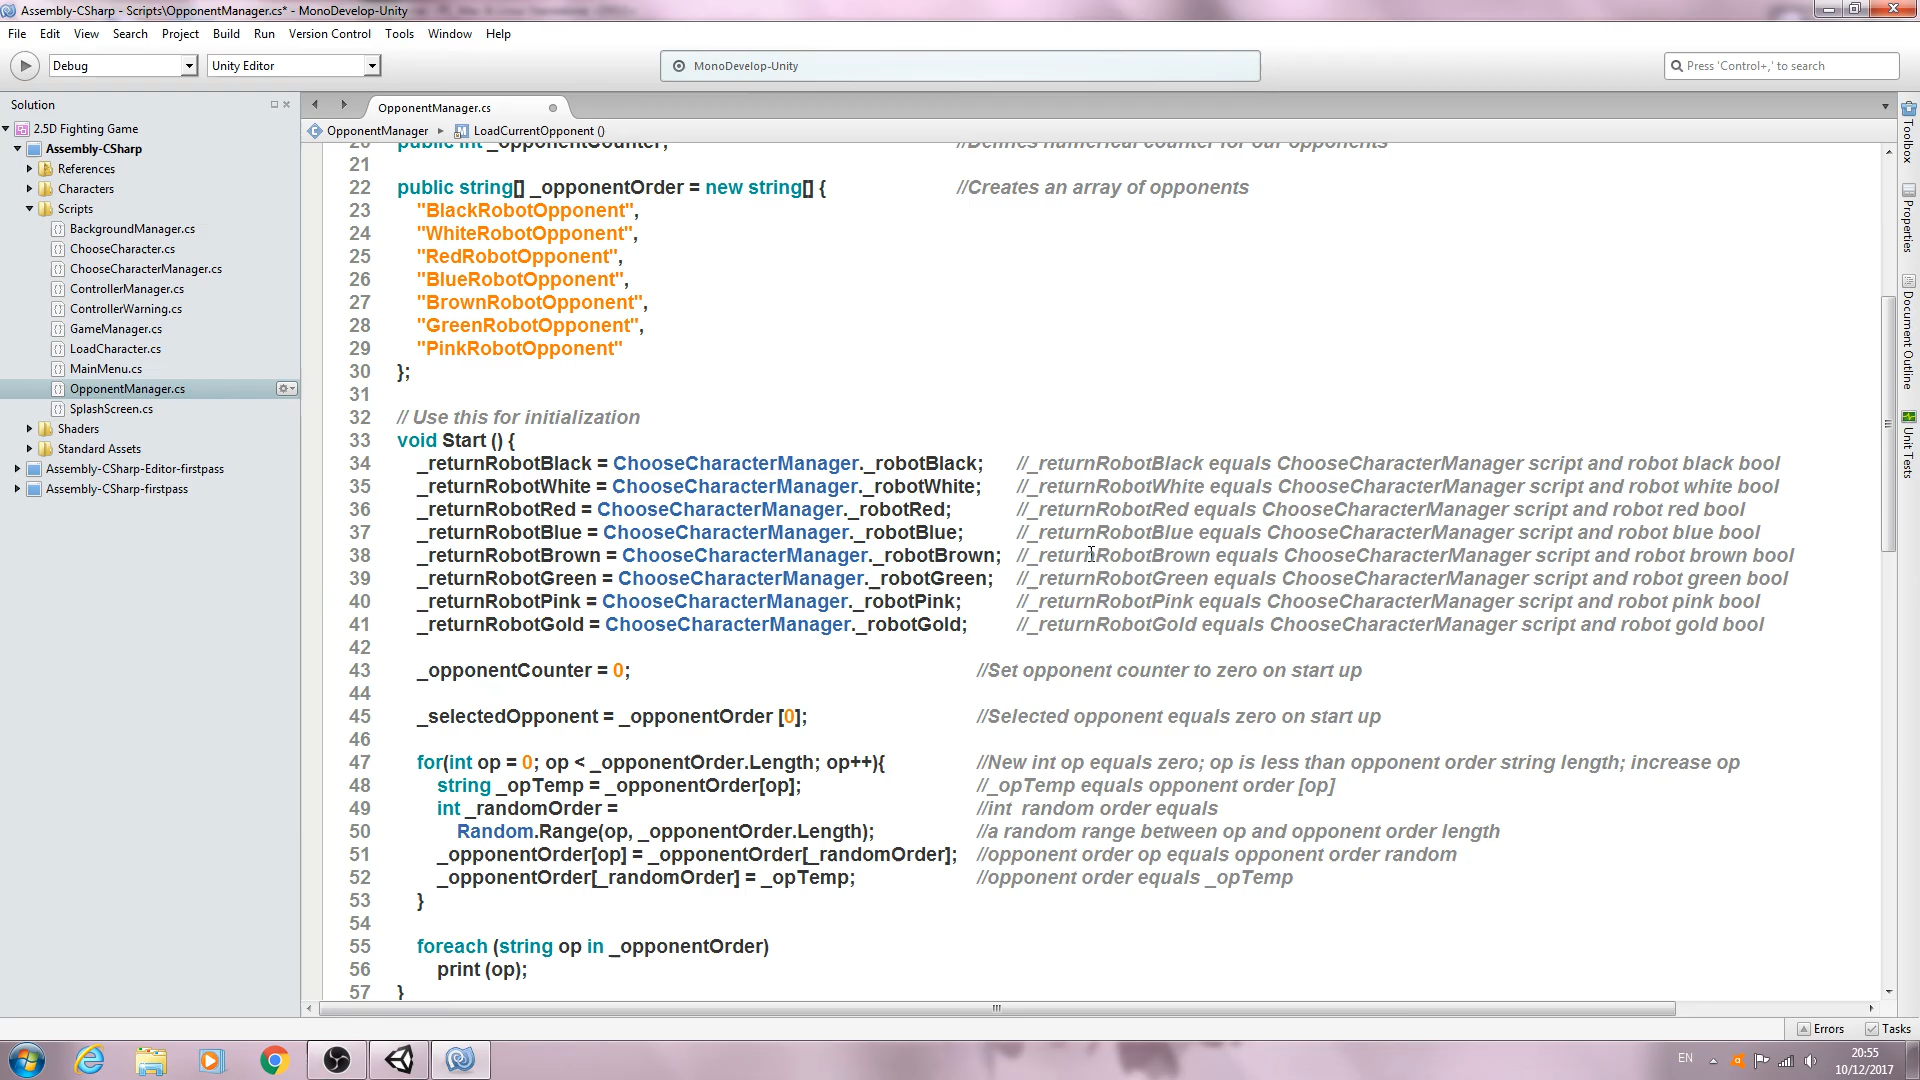 Assembly-CSharp - Scripts\OpponentManager.cs* - MonoDevelop-Unity
File Edit View Search Project Build Run Version Control Tools Window Help
Debug Unity Editor MonoDevelop-Unity Press 'Control+,' to search
Solution
2.5D Fighting Game
Assembly-CSharp
References
Characters
Scripts
BackgroundManager.cs
ChooseCharacter.cs
ChooseCharacterManager.cs
ControllerManager.cs
ControllerWarning.cs
GameManager.cs
LoadCharacter.cs
MainMenu.cs
OpponentManager.cs
SplashScreen.cs
Shaders
Standard Assets
Assembly-CSharp-Editor-firstpass
Assembly-CSharp-firstpass
OpponentManager.cs
OpponentManager LoadCurrentOpponent ()
20 public int _opponentCounter; //Defines numerical counter for our opponents
21
22 public string[] _opponentOrder = new string[] { //Creates an array of opponents
23 "BlackRobotOpponent",
24 "WhiteRobotOpponent",
25 "RedRobotOpponent",
26 "BlueRobotOpponent",
27 "BrownRobotOpponent",
28 "GreenRobotOpponent",
29 "PinkRobotOpponent"
30 };
31
32 // Use this for initialization
33 void Start () {
34 _returnRobotBlack = ChooseCharacterManager._robotBlack; //_returnRobotBlack equals ChooseCharacterManager script and robot black bool
35 _returnRobotWhite = ChooseCharacterManager._robotWhite; //_returnRobotWhite equals ChooseCharacterManager script and robot white bool
36 _returnRobotRed = ChooseCharacterManager._robotRed; //_returnRobotRed equals ChooseCharacterManager script and robot red bool
37 _returnRobotBlue = ChooseCharacterManager._robotBlue; //_returnRobotBlue equals ChooseCharacterManager script and robot blue bool
38 _returnRobotBrown = ChooseCharacterManager._robotBrown; //_returnRobotBrown equals ChooseCharacterManager script and robot brown bool
39 _returnRobotGreen = ChooseCharacterManager._robotGreen; //_returnRobotGreen equals ChooseCharacterManager script and robot green bool
40 _returnRobotPink = ChooseCharacterManager._robotPink; //_returnRobotPink equals ChooseCharacterManager script and robot pink bool
41 _returnRobotGold = ChooseCharacterManager._robotGold; //_returnRobotGold equals ChooseCharacterManager script and robot gold bool
42
43 _opponentCounter = 0; //Set opponent counter to zero on start up
44
45 _selectedOpponent = _opponentOrder [0]; //Selected opponent equals zero on start up
46
47 for(int op = 0; op < _opponentOrder.Length; op++){ //New int op equals zero; op is less than opponent order string length; increase op
48 string _opTemp = _opponentOrder[op]; //_opTemp equals opponent order [op]
49 int _randomOrder = //int random order equals
50 Random.Range(op, _opponentOrder.Length); //a random range between op and opponent order length
51 _opponentOrder[op] = _opponentOrder[_randomOrder]; //opponent order op equals opponent order random
52 _opponentOrder[_randomOrder] = _opTemp; //opponent order equals _opTemp
53 }
54
55 foreach (string op in _opponentOrder)
56 print (op);
57 }
Toolbox
Properties
Document Outline
Unit Tests
Errors Tasks
EN 20:55
10/12/2017